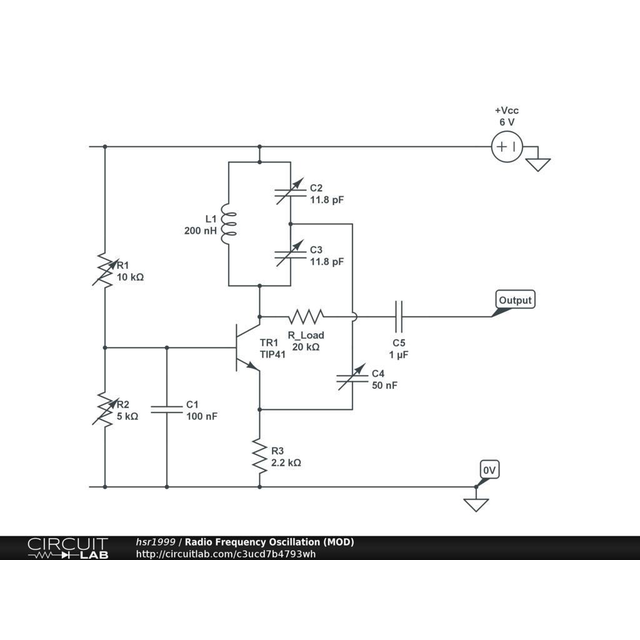 +Vcc
6 V
C2
11.8 pF
L1
200 nH
C3
11.8 pF
R1
10 kΩ
Output
R_Load
20 kΩ
C5
1 µF
TR1
TIP41
C4
50 nF
R2
5 kΩ
C1
100 nF
R3
2.2 kΩ
0V
CIRCUIT
LAB
hsr1999 / Radio Frequency Oscillation (MOD)
http://circuitlab.com/c3ucd7b4793wh